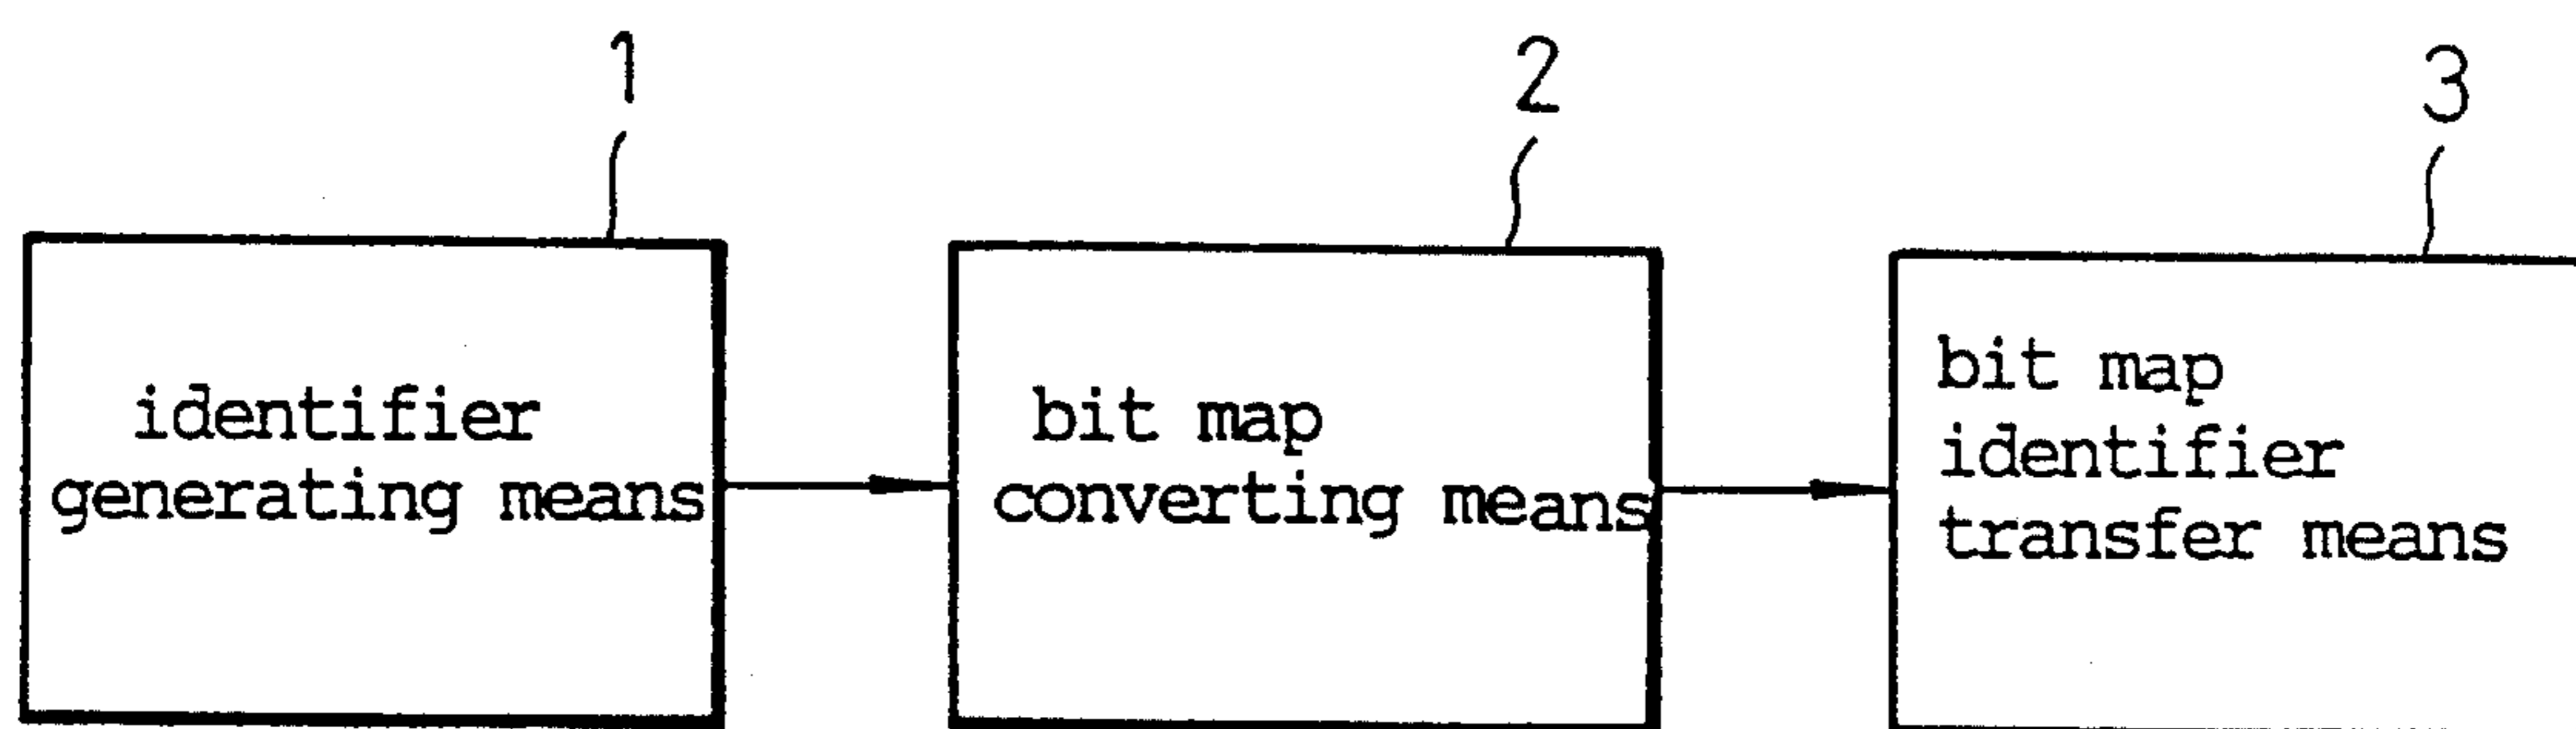 1
2
3
identifier
generating means
bit map
converting means
bit map
identifier
transfer means